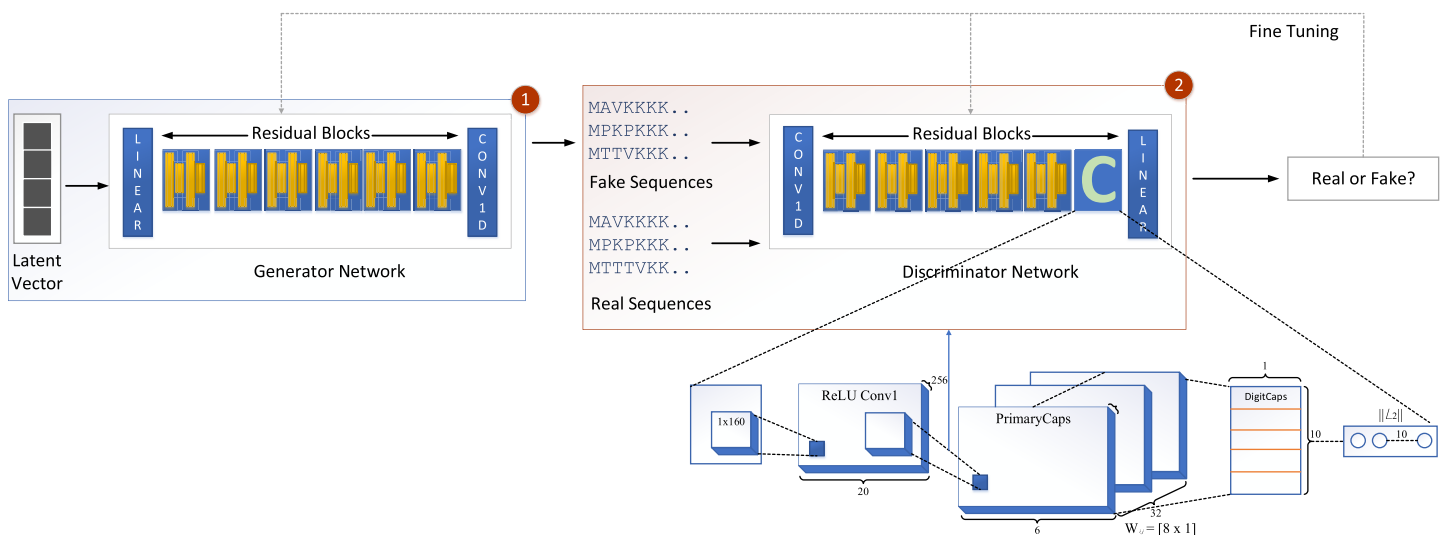 Fine Tuning
1
2
LINEAR
Residual Blocks
CONV1D
Latent
Vector
Generator Network
MAVKKKK..
MPKPKKK..
MTTVKKK..
Fake Sequences
MAVKKKK..
MPKPKKK..
MTTTVKK..
Real Sequences
CONV1D
Residual Blocks
C
LINEAR
Discriminator Network
Real or Fake?
1x160
ReLU Conv1
256
20
PrimaryCaps
6
32
W = [8 x 1]
1
DigitCaps
10
||L2||
10